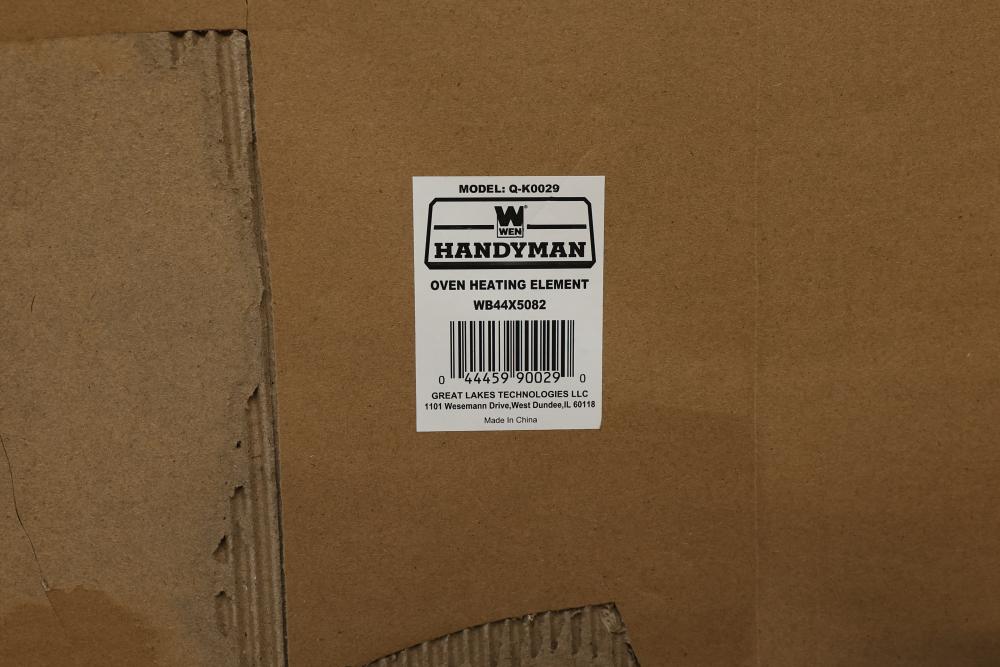 MODEL: Q-K0029
W®
WEN
HANDYMAN
OVEN HEATING ELEMENT
WB44X5082
0 44459 90029 0
GREAT LAKES TECHNOLOGIES LLC
1101 Wesemann Drive,West Dundee,IL 60118
Made In China